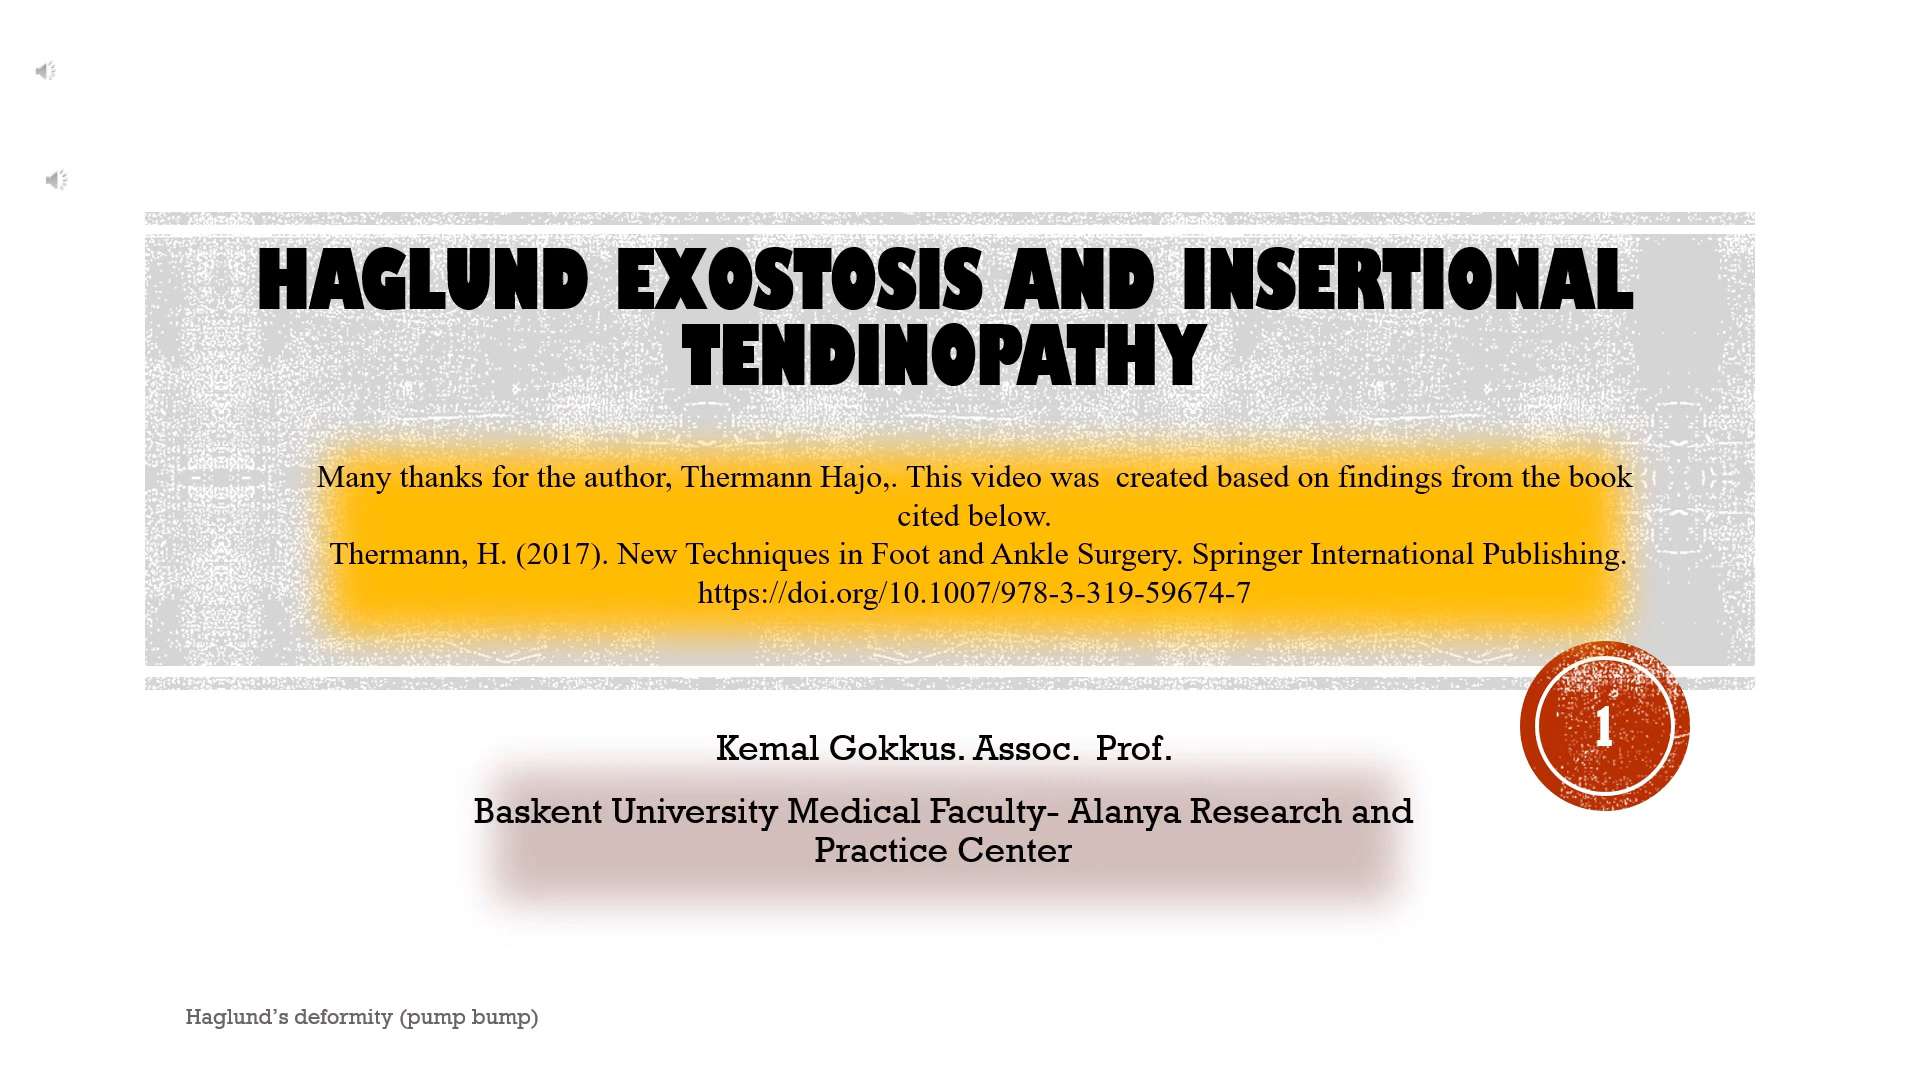 HAGLUND EXOSTOSIS AND INSERTIONAL
TENDINOPATHY
Many thanks for the author, Thermann Hajo,. This video was  created based on findings from the book
cited below.
Thermann, H. (2017). New Techniques in Foot and Ankle Surgery. Springer International Publishing.
https://doi.org/10.1007/978-3-319-59674-7
1
Kemal Gokkus. Assoc.  Prof.
Baskent University Medical Faculty- Alanya Research and
Practice Center
Haglund’s deformity (pump bump)